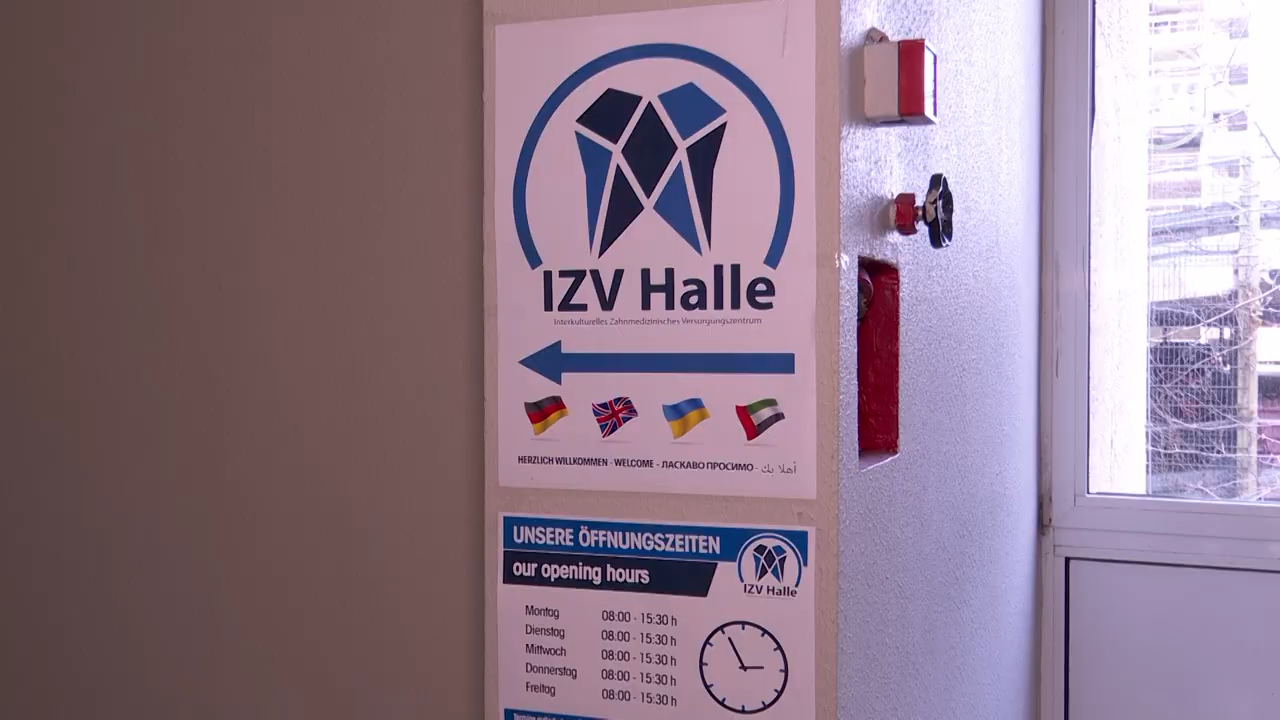 IZV Halle
Interkulturelles Zahnmedizinisches Versorgungszentrum
HERZLICH WILLKOMMEN - WELCOME - ЛАСКАВО ПРОСИМО - أهلا بك
UNSERE ÖFFNUNGSZEITEN
our opening hours
IZV Halle
Montag 08:00 - 15:30 h
Dienstag 08:00 - 15:30 h
Mittwoch 08:00 - 15:30 h
Donnerstag 08:00 - 15:30 h
Freitag 08:00 - 15:30 h